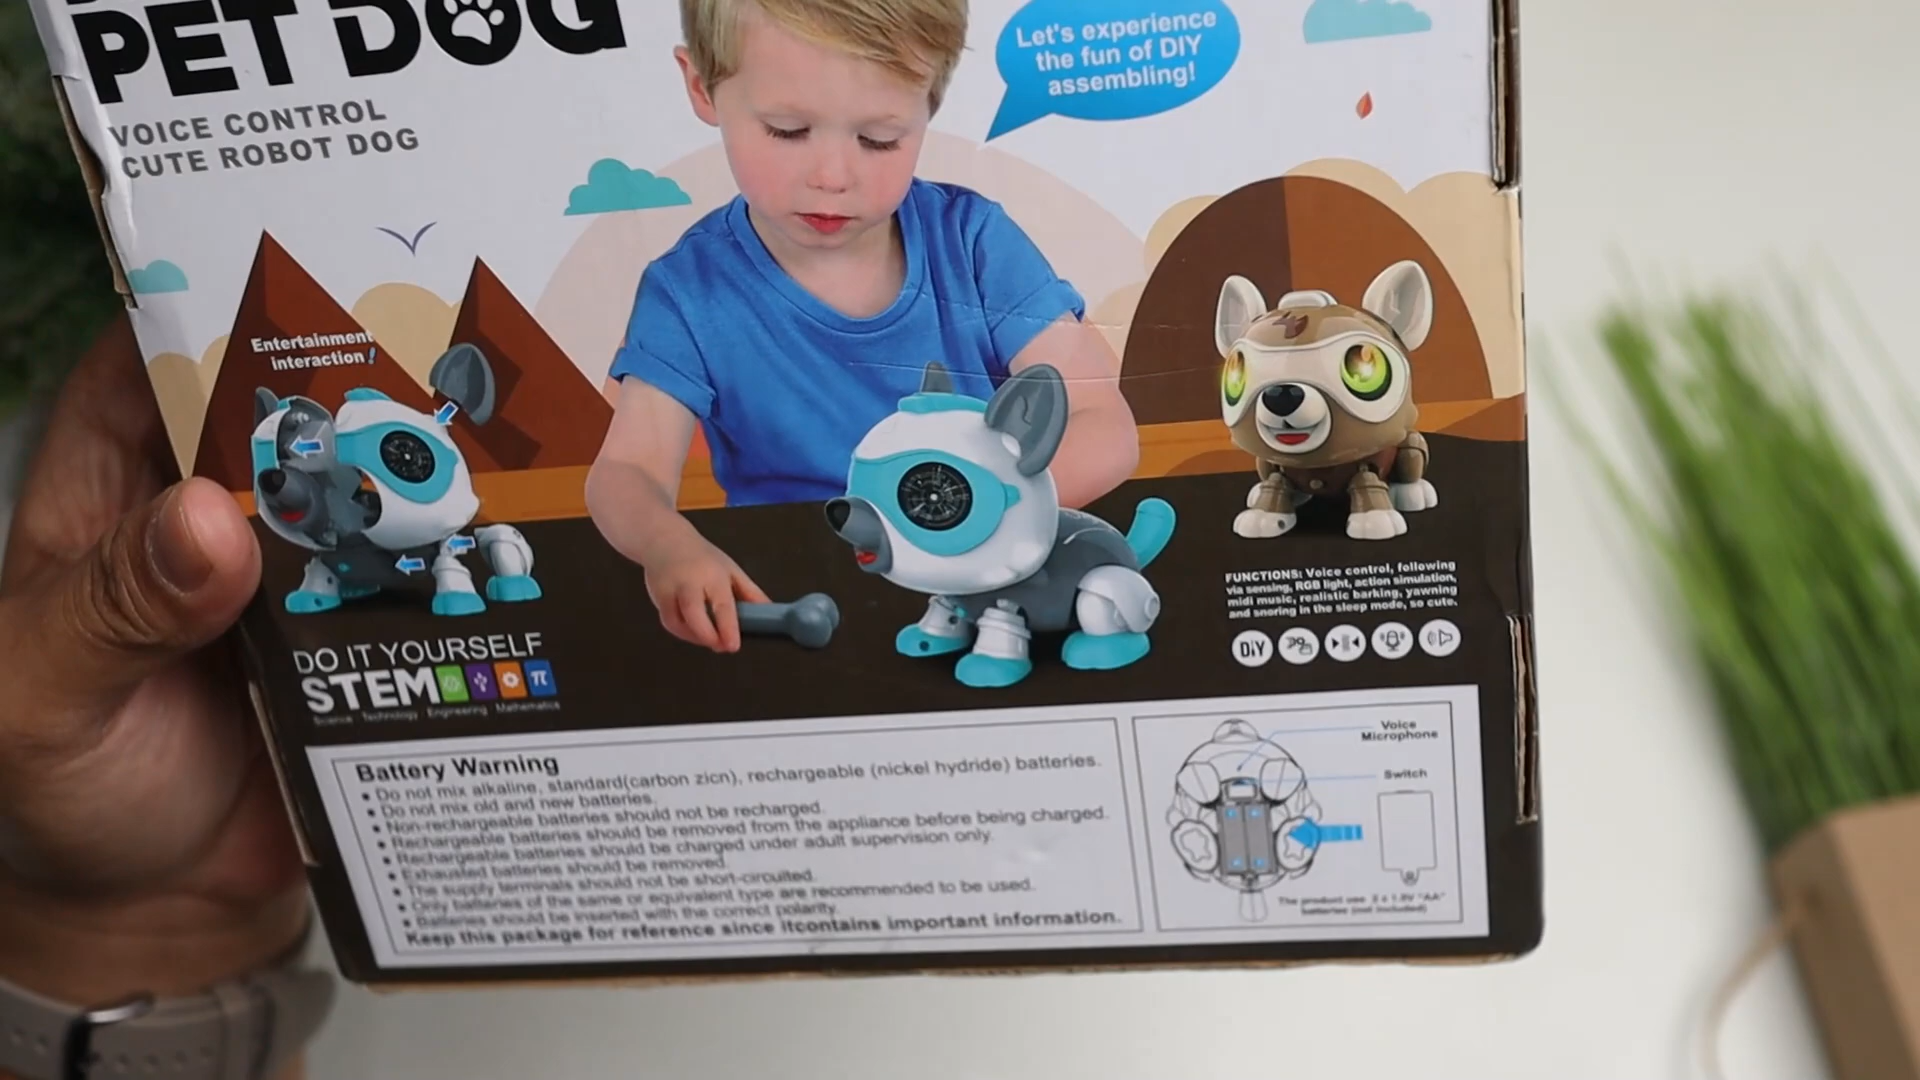 PET DOG
VOICE CONTROL
CUTE ROBOT DOG
Let's experience
the fun of DIY
assembling!
Entertainment
interaction!
FUNCTIONS: Voice control, following
via sensing, RGB light, action simulation,
midi music, realistic barking, yawning
and snoring in the sleep mode, so cute.
DIY
DO IT YOURSELF
STEM
π
Science Technology Engineering Mathematics
Battery Warning
• Do not mix alkaline, standard(carbon zicn), rechargeable (nickel hydride) batteries.
• Do not mix old and new batteries.
• Non-rechargeable batteries should not be recharged.
• Rechargeable batteries should be removed from the appliance before being charged.
• Rechargeable batteries should be charged under adult supervision only.
• Exhausted batteries should be removed.
• The supply terminals should not be short-circuited.
• Only batteries of the same or equivalent type are recommended to be used.
• Batteries should be inserted with the correct polarity.
Keep this package for reference since itcontains important information.
Voice
Microphone
Switch
The product use "AA"
batteries (not included)